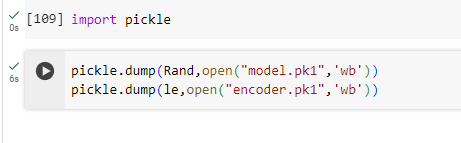 [109] import pickle
0s
pickle.dump(Rand,open("model.pk1",'wb'))
6s
pickle.dump(le,open("encoder.pk1",'wb'))